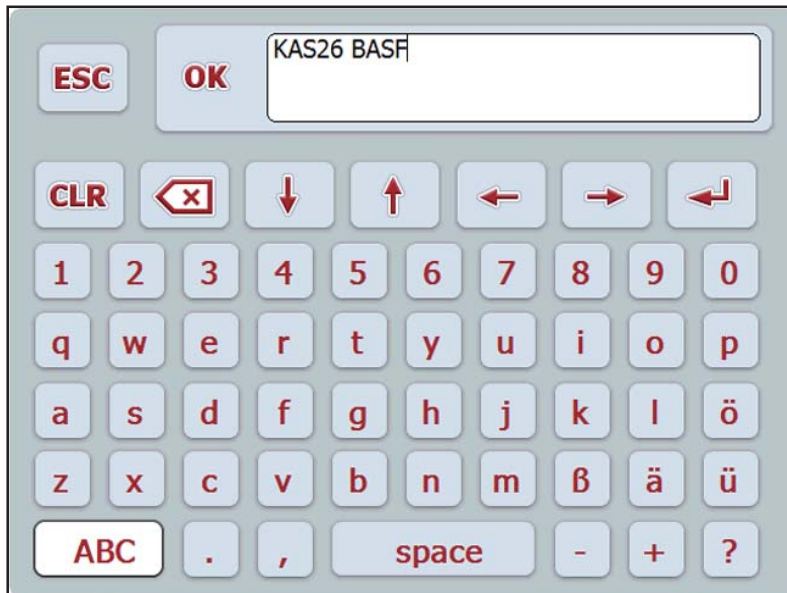 ESC OK KAS26 BASF
CLR
1 2 3 4 5 6 7 8 9 0
q w e r t y u i o p
a s d f g h j k l ö
z x c v b n m ß ä ü
ABC . , space - + ?